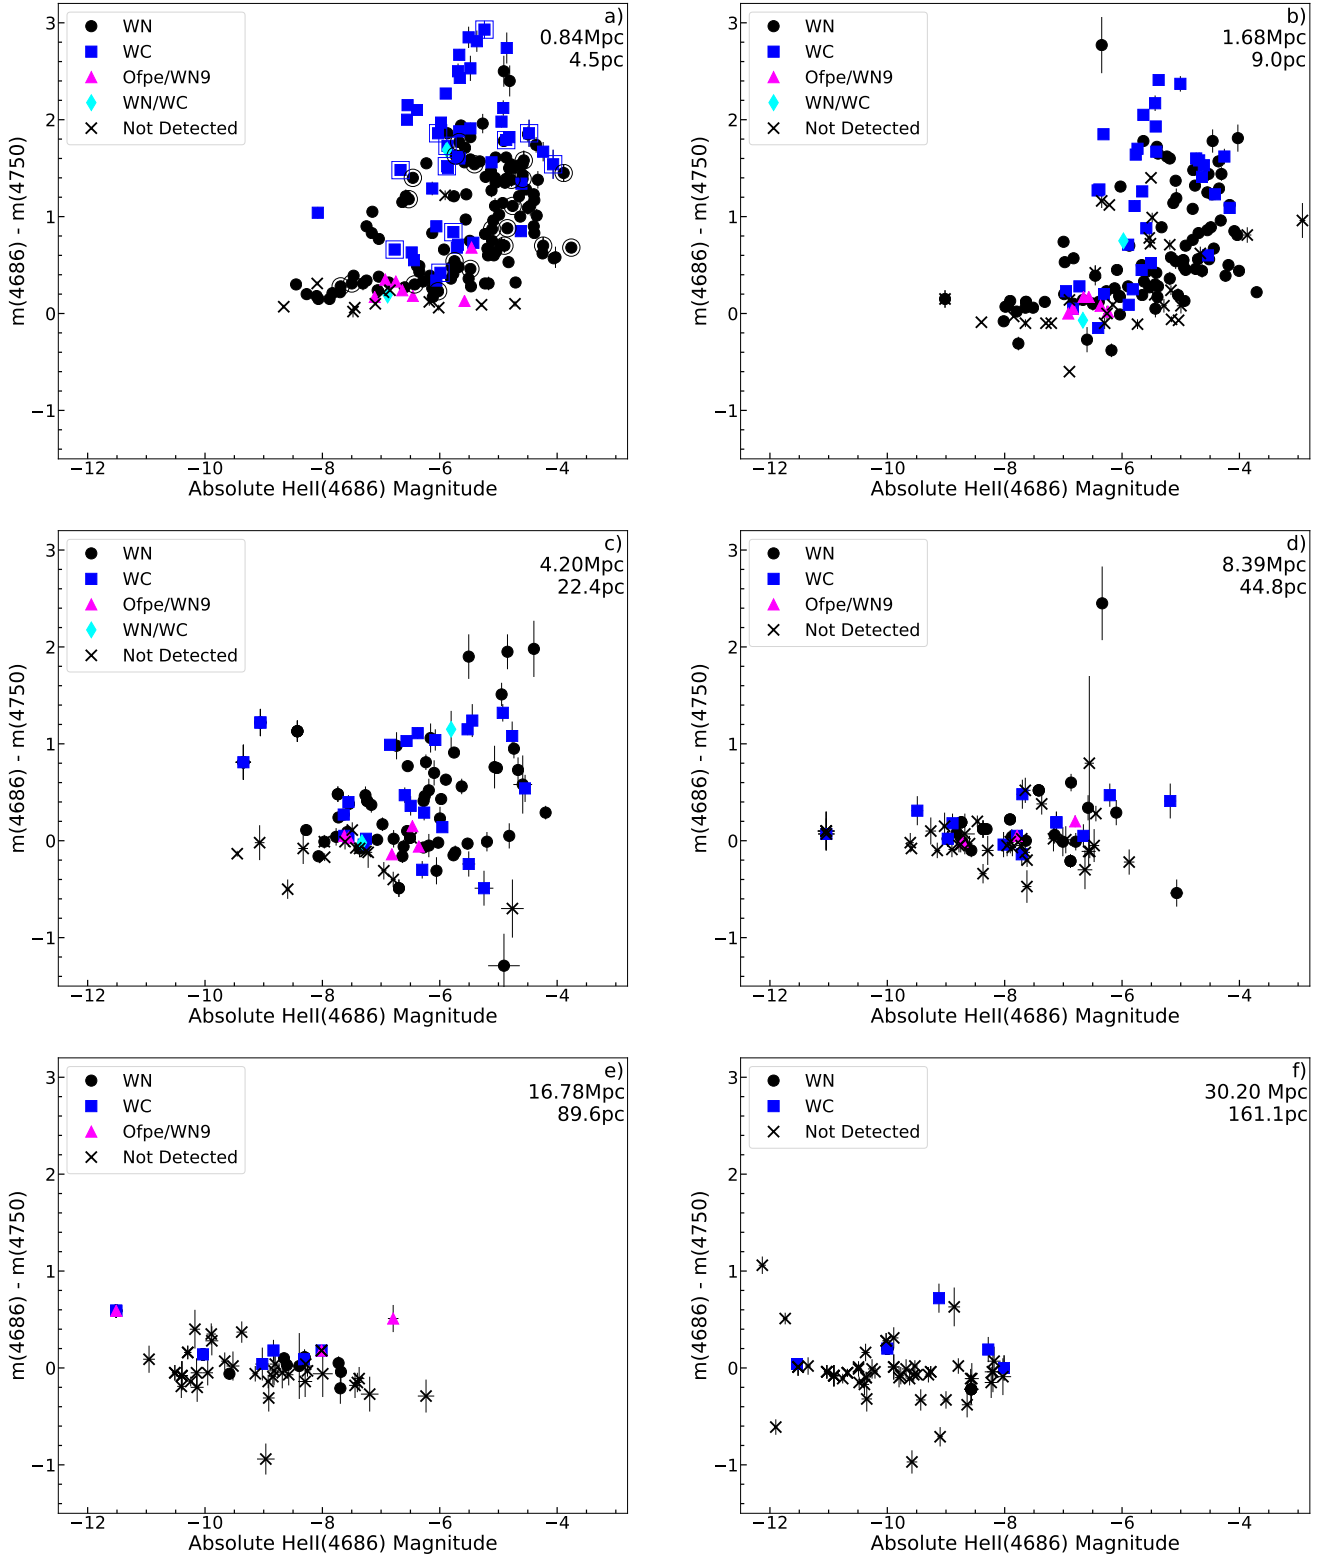 a)
0.84Mpc
4.5pc
WN
WC
Ofpe/WN9
WN/WC
Not Detected
3
2
1
0
−1
m(4686) - m(4750)
−12 −10 −8 −6 −4
Absolute HeII(4686) Magnitude
b)
1.68Mpc
9.0pc
WN
WC
Ofpe/WN9
WN/WC
Not Detected
3
2
1
0
−1
m(4686) - m(4750)
−12 −10 −8 −6 −4
Absolute HeII(4686) Magnitude
c)
4.20Mpc
22.4pc
WN
WC
Ofpe/WN9
WN/WC
Not Detected
3
2
1
0
−1
m(4686) - m(4750)
−12 −10 −8 −6 −4
Absolute HeII(4686) Magnitude
d)
8.39Mpc
44.8pc
WN
WC
Ofpe/WN9
Not Detected
3
2
1
0
−1
m(4686) - m(4750)
−12 −10 −8 −6 −4
Absolute HeII(4686) Magnitude
e)
16.78Mpc
89.6pc
WN
WC
Ofpe/WN9
Not Detected
3
2
1
0
−1
m(4686) - m(4750)
−12 −10 −8 −6 −4
Absolute HeII(4686) Magnitude
f)
30.20 Mpc
161.1pc
WN
WC
Not Detected
3
2
1
0
−1
m(4686) - m(4750)
−12 −10 −8 −6 −4
Absolute HeII(4686) Magnitude